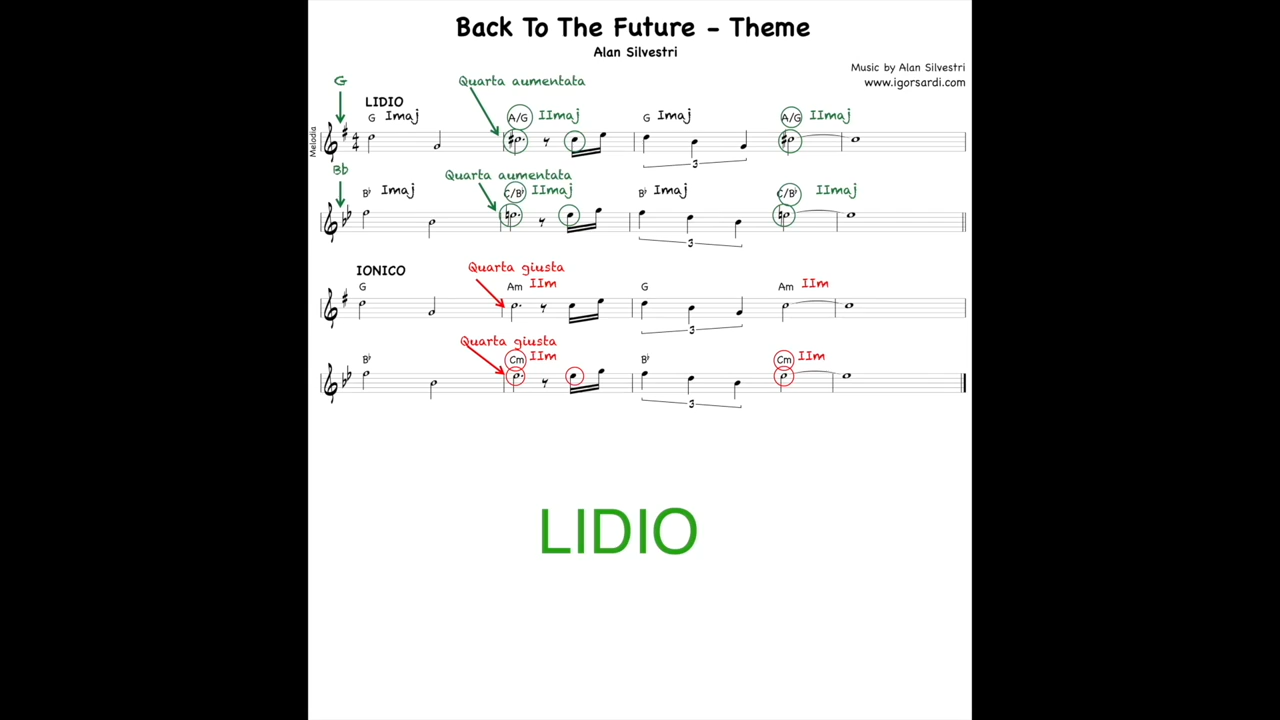 Back To The Future - Theme
Alan Silvestri
Music by Alan Silvestri
www.igorsardi.com
G Quarta aumentata
LIDIO
G Imaj A/G IImaj G Imaj A/G IImaj
Melodia
3
Bb Quarta aumentata
B♭ Imaj C/B♭ IImaj B♭ Imaj C/B♭ IImaj
3
IONICO Quarta giusta
G Am IIm G Am IIm
3
Quarta giusta
B♭ Cm IIm B♭ Cm IIm
3
LIDIO